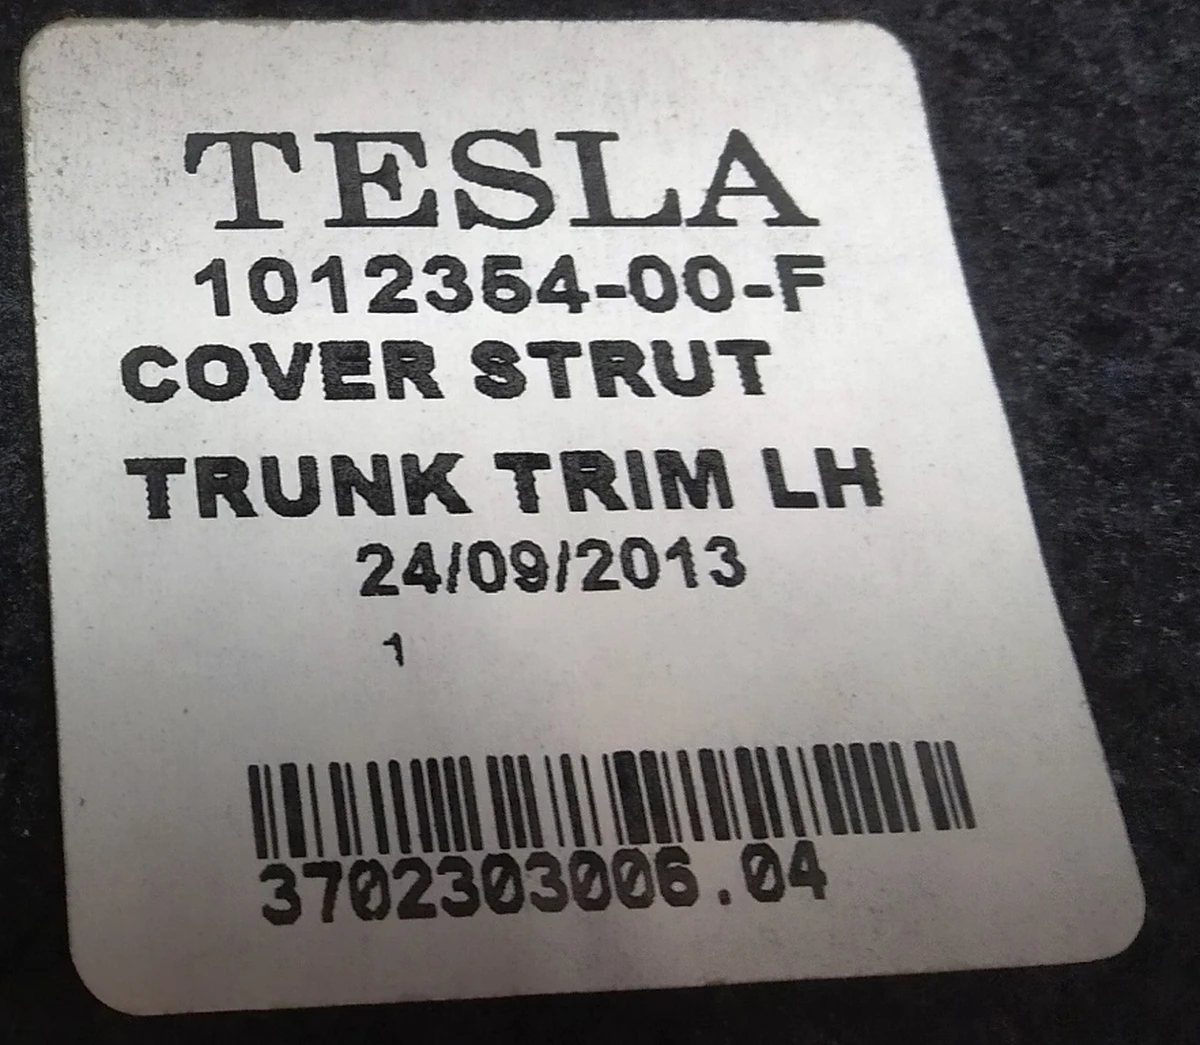 TESLA
1012354-00-F
COVER STRUT
TRUNK TRIM LH
24/09/2013
1
3702303006.04